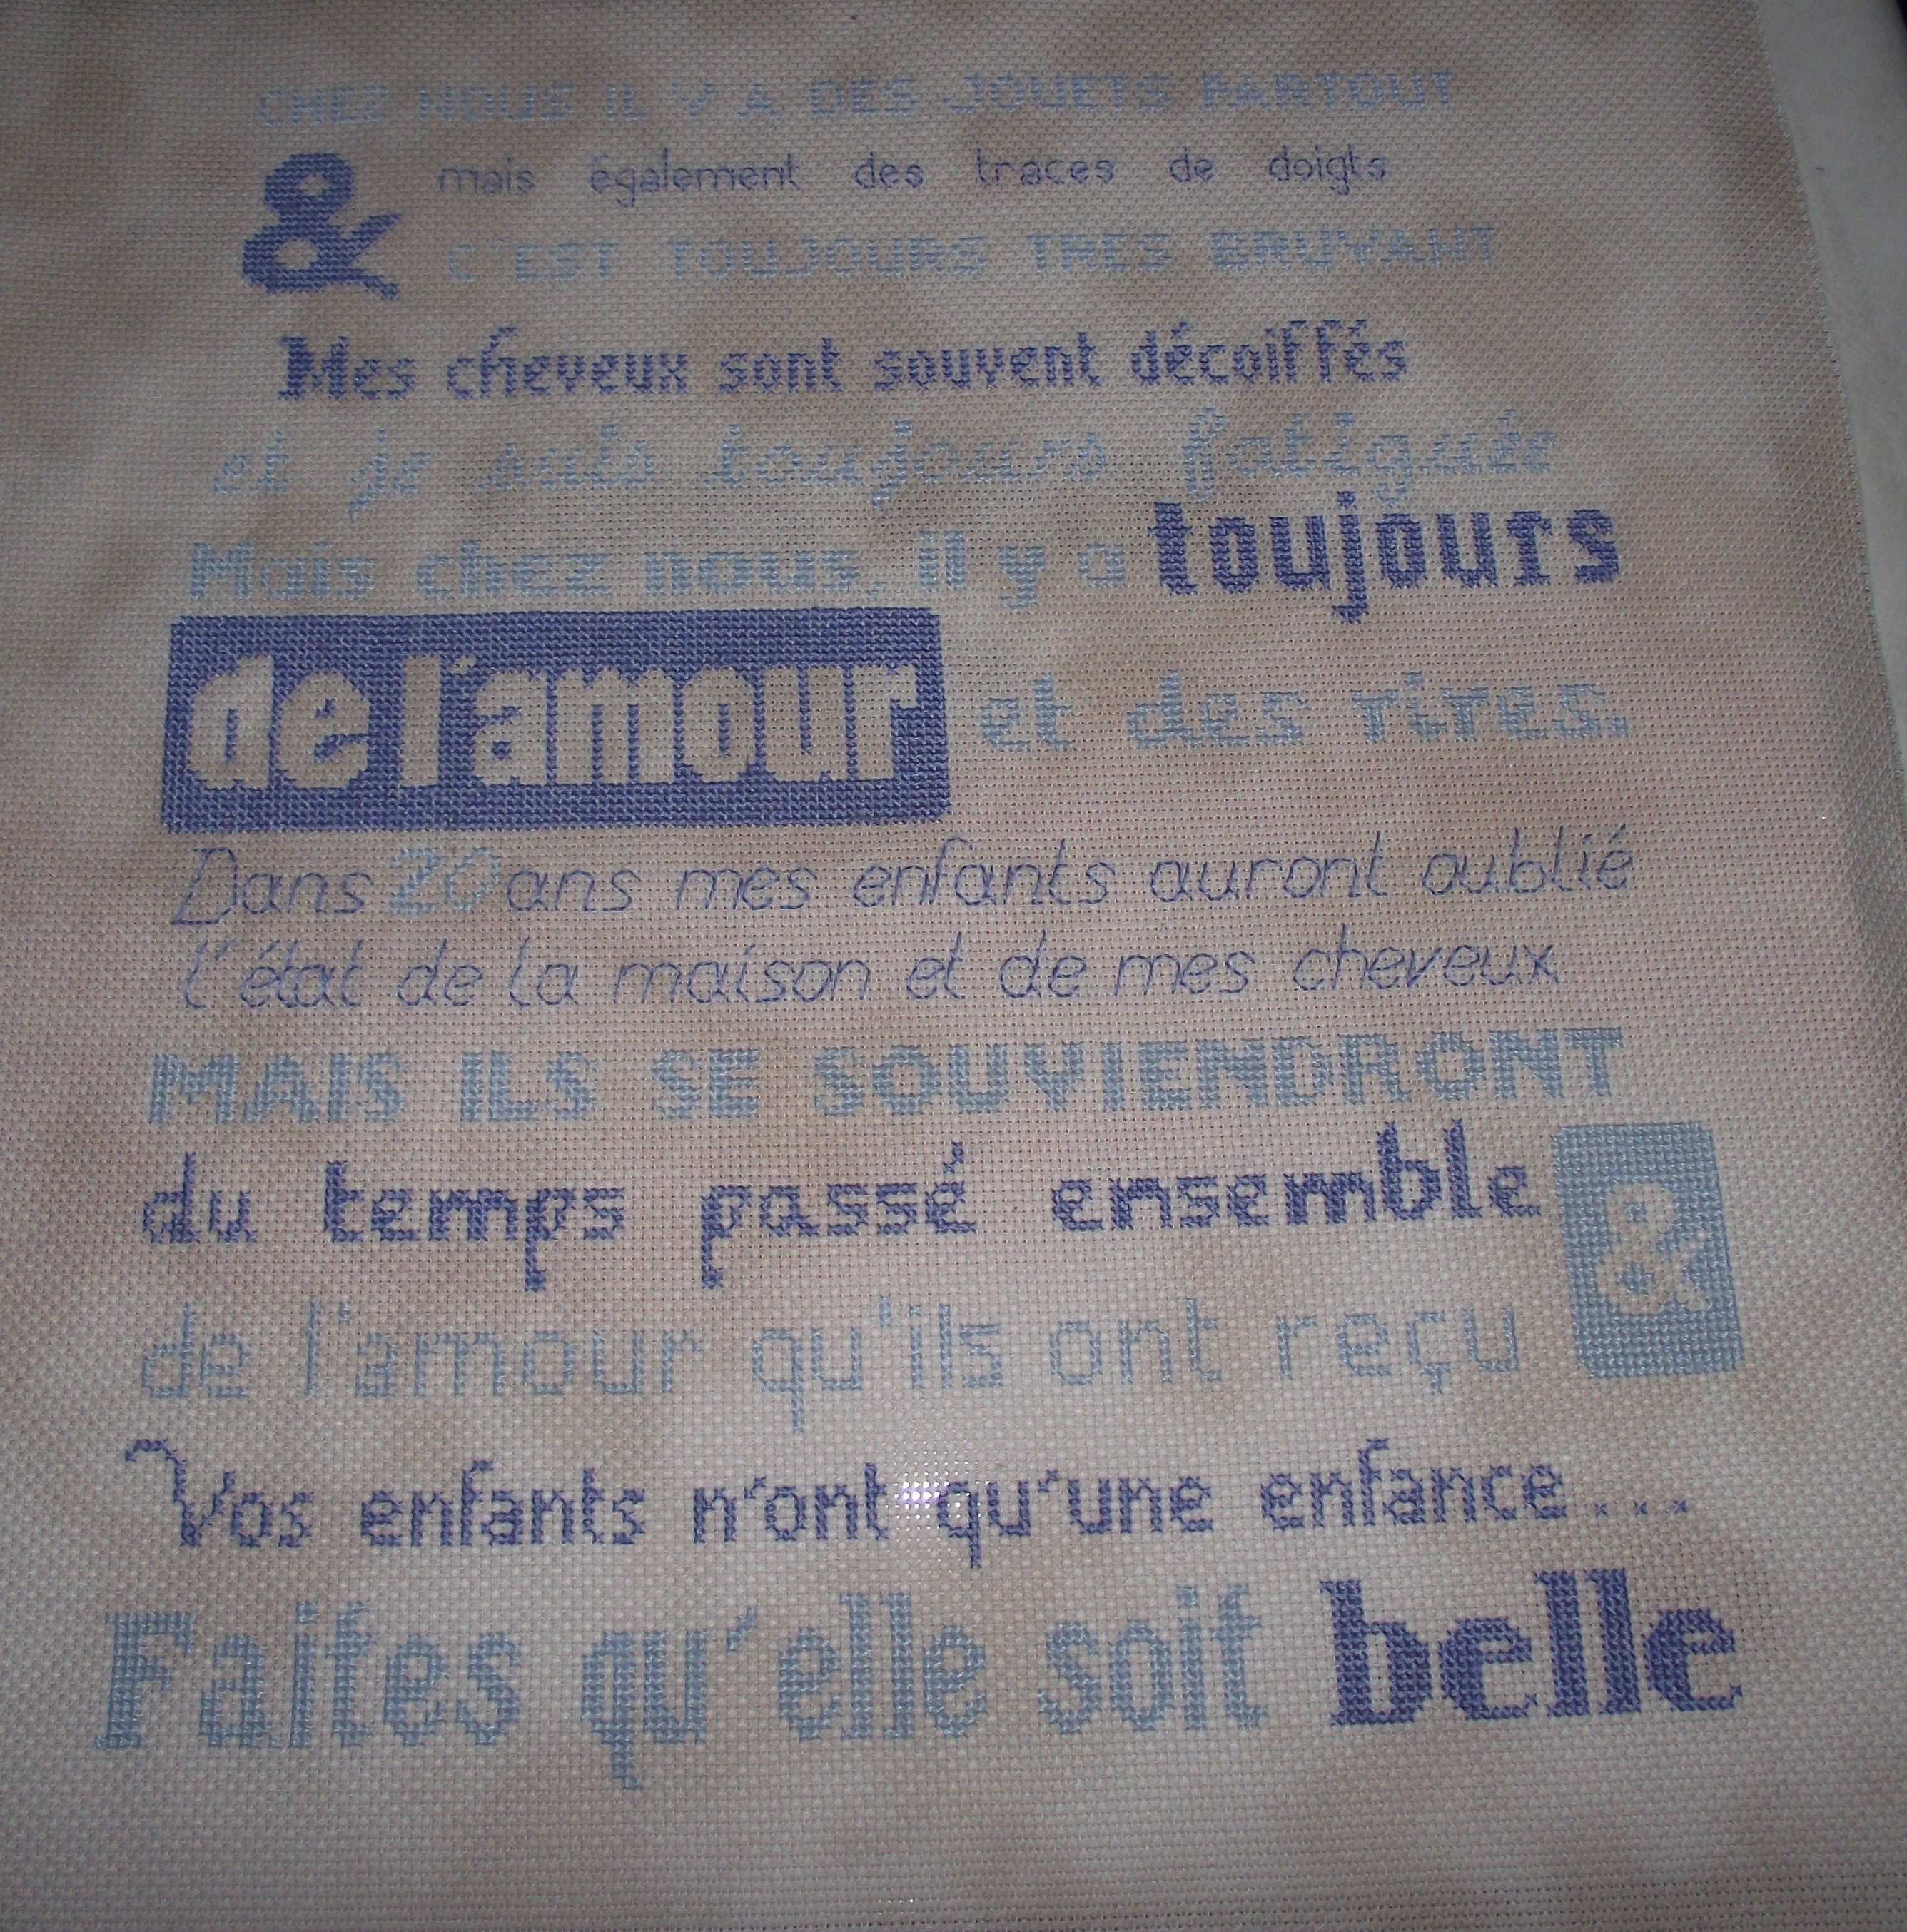 CHEZ NOUS IL Y A DES JOUETS PARTOUT
mais également des traces de doigts
& C'EST TOUJOURS TRES BRUYANT
Mes cheveux sont souvent décoiffés
et je suis toujours fatiguée
Mais chez nous, il y a toujours
de l'amour et des rires.
Dans 20 ans mes enfants auront oublié
l'état de la maison et de mes cheveux
MAIS ILS SE SOUVIENDRONT
du temps passé ensemble &
de l'amour qu'ils ont reçu
Vos enfants n'ont qu'une enfance...
Faites qu'elle soit belle